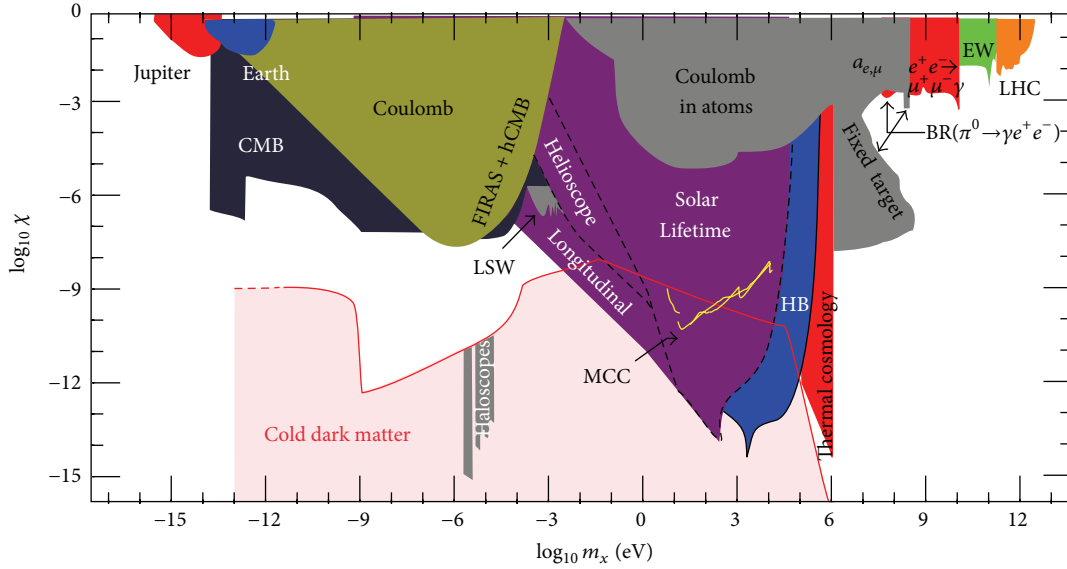 0
−3
−6
−9
−12
−15
log₁₀ χ
Jupiter
Earth
CMB
Coulomb
FIRAS + hCMB
LSW
Helioscope
Longitudinal
Coulomb
in atoms
Solar
Lifetime
MCC
HB
Thermal cosmology
a_{e,μ}
e⁺e⁻→
μ⁺μ⁻γ
EW
LHC
BR(π⁰→γe⁺e⁻)
Fixed target
Haloscopes
Cold dark matter
−15
−12
−9
−6
−3
0
3
6
9
12
log₁₀ mₓ (eV)